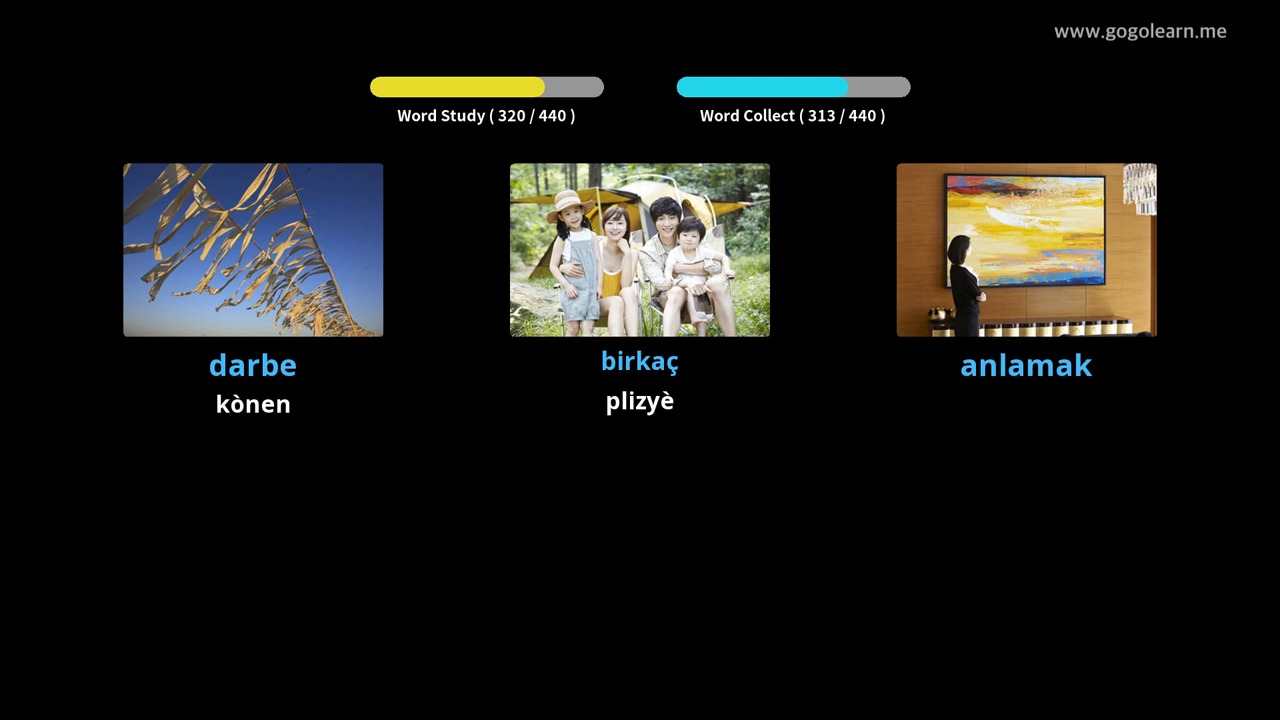 www.gogolearn.me
Word Study ( 320 / 440 )
Word Collect ( 313 / 440 )
darbe
kònen
birkaç
plizyè
anlamak